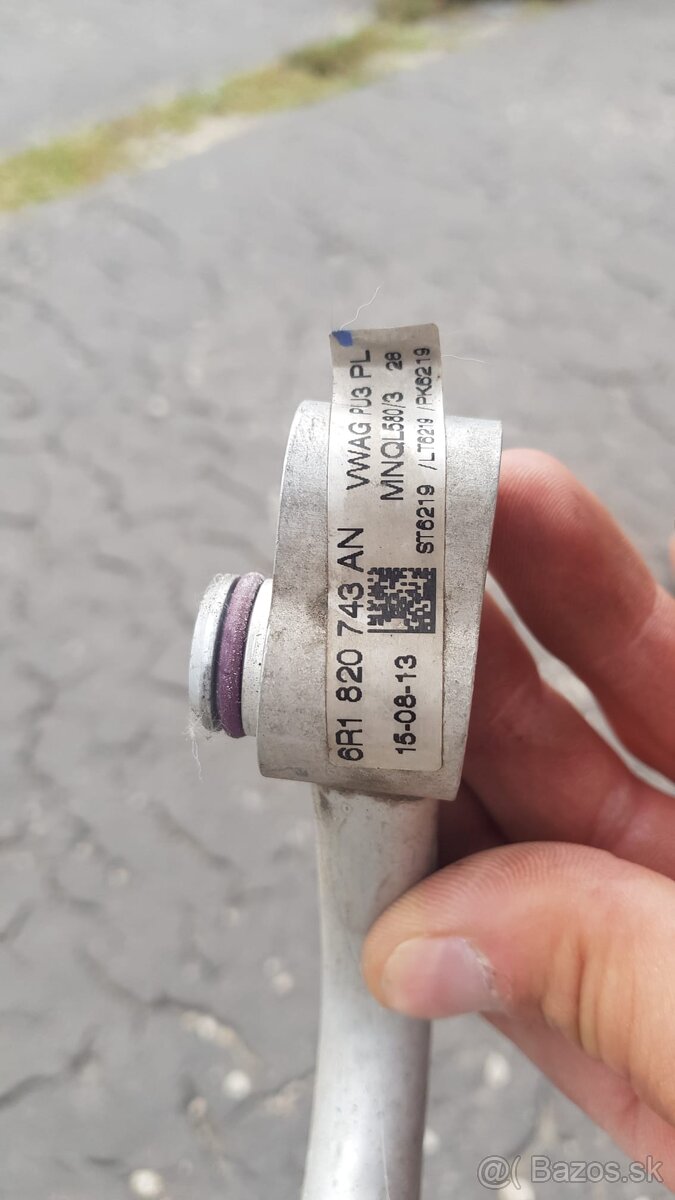 6R1 820 743 AN VWAG PU3 PL
MNQL580/3 28
15-08-13 ST6219 /LT6219 /PK6219
@( Bazos.sk